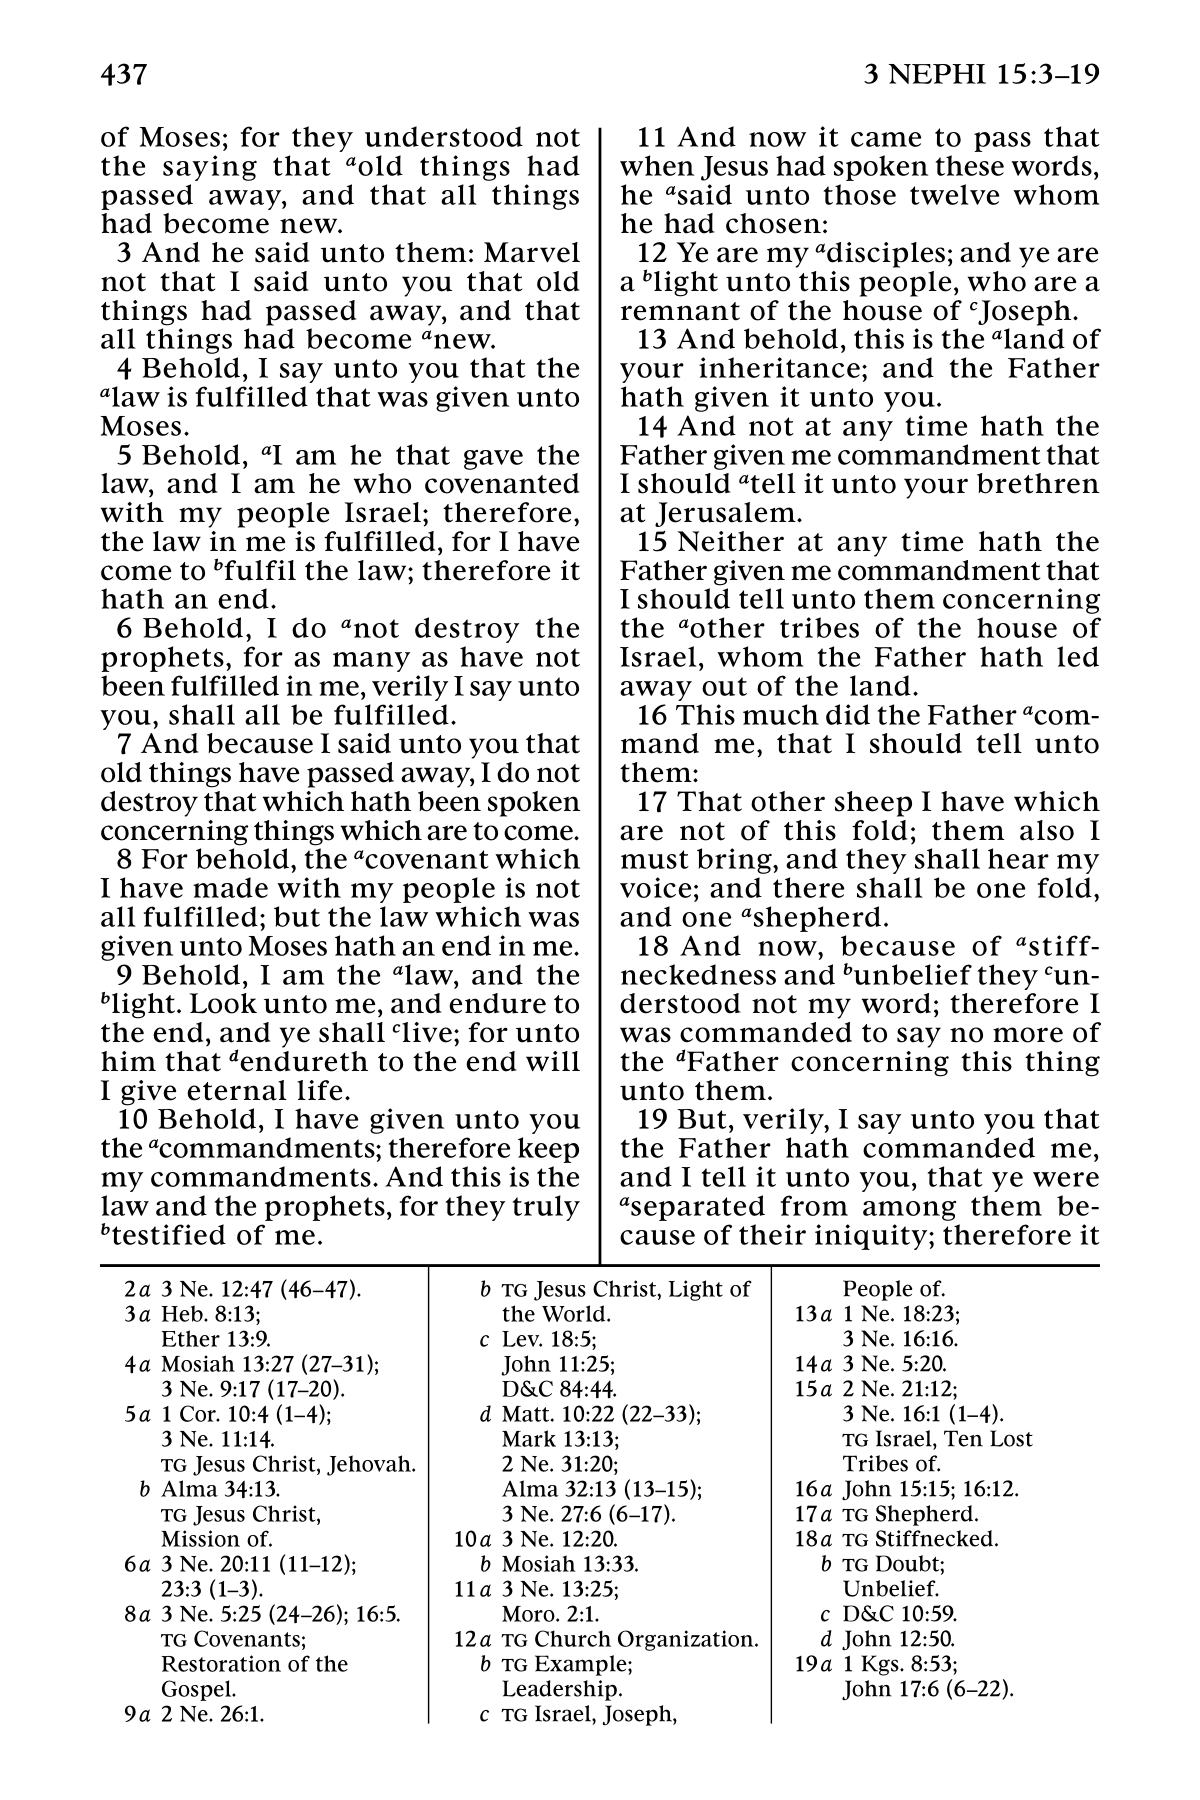 437
3 NEPHI 15:3–19
of Moses; for they understood not
the saying that aold things had
passed away, and that all things
had become new.
3 And he said unto them: Marvel
not that I said unto you that old
things had passed away, and that
all things had become anew.
4 Behold, I say unto you that the
alaw is fulfilled that was given unto
Moses.
5 Behold, aI am he that gave the
law, and I am he who covenanted
with my people Israel; therefore,
the law in me is fulfilled, for I have
come to bfulfil the law; therefore it
hath an end.
6 Behold, I do anot destroy the
prophets, for as many as have not
been fulfilled in me, verily I say unto
you, shall all be fulfilled.
7 And because I said unto you that
old things have passed away, I do not
destroy that which hath been spoken
concerning things which are to come.
8 For behold, the acovenant which
I have made with my people is not
all fulfilled; but the law which was
given unto Moses hath an end in me.
9 Behold, I am the alaw, and the
blight. Look unto me, and endure to
the end, and ye shall clive; for unto
him that dendureth to the end will
I give eternal life.
10 Behold, I have given unto you
the acommandments; therefore keep
my commandments. And this is the
law and the prophets, for they truly
btestified of me.
11 And now it came to pass that
when Jesus had spoken these words,
he asaid unto those twelve whom
he had chosen:
12 Ye are my adisciples; and ye are
a blight unto this people, who are a
remnant of the house of cJoseph.
13 And behold, this is the aland of
your inheritance; and the Father
hath given it unto you.
14 And not at any time hath the
Father given me commandment that
I should atell it unto your brethren
at Jerusalem.
15 Neither at any time hath the
Father given me commandment that
I should tell unto them concerning
the aother tribes of the house of
Israel, whom the Father hath led
away out of the land.
16 This much did the Father acom-
mand me, that I should tell unto
them:
17 That other sheep I have which
are not of this fold; them also I
must bring, and they shall hear my
voice; and there shall be one fold,
and one ashepherd.
18 And now, because of astiff-
neckedness and bunbelief they cun-
derstood not my word; therefore I
was commanded to say no more of
the dFather concerning this thing
unto them.
19 But, verily, I say unto you that
the Father hath commanded me,
and I tell it unto you, that ye were
aseparated from among them be-
cause of their iniquity; therefore it
2a 3 Ne. 12:47 (46–47).
3a Heb. 8:13;
Ether 13:9.
4a Mosiah 13:27 (27–31);
3 Ne. 9:17 (17–20).
5a 1 Cor. 10:4 (1–4);
3 Ne. 11:14.
TG Jesus Christ, Jehovah.
b Alma 34:13.
TG Jesus Christ,
Mission of.
6a 3 Ne. 20:11 (11–12);
23:3 (1–3).
8a 3 Ne. 5:25 (24–26); 16:5.
TG Covenants;
Restoration of the
Gospel.
9a 2 Ne. 26:1.
b TG Jesus Christ, Light of
the World.
c Lev. 18:5;
John 11:25;
D&C 84:44.
d Matt. 10:22 (22–33);
Mark 13:13;
2 Ne. 31:20;
Alma 32:13 (13–15);
3 Ne. 27:6 (6–17).
10a 3 Ne. 12:20.
b Mosiah 13:33.
11a 3 Ne. 13:25;
Moro. 2:1.
12a TG Church Organization.
b TG Example;
Leadership.
c TG Israel, Joseph,
People of.
13a 1 Ne. 18:23;
3 Ne. 16:16.
14a 3 Ne. 5:20.
15a 2 Ne. 21:12;
3 Ne. 16:1 (1–4).
TG Israel, Ten Lost
Tribes of.
16a John 15:15; 16:12.
17a TG Shepherd.
18a TG Stiffnecked.
b TG Doubt;
Unbelief.
c D&C 10:59.
d John 12:50.
19a 1 Kgs. 8:53;
John 17:6 (6–22).